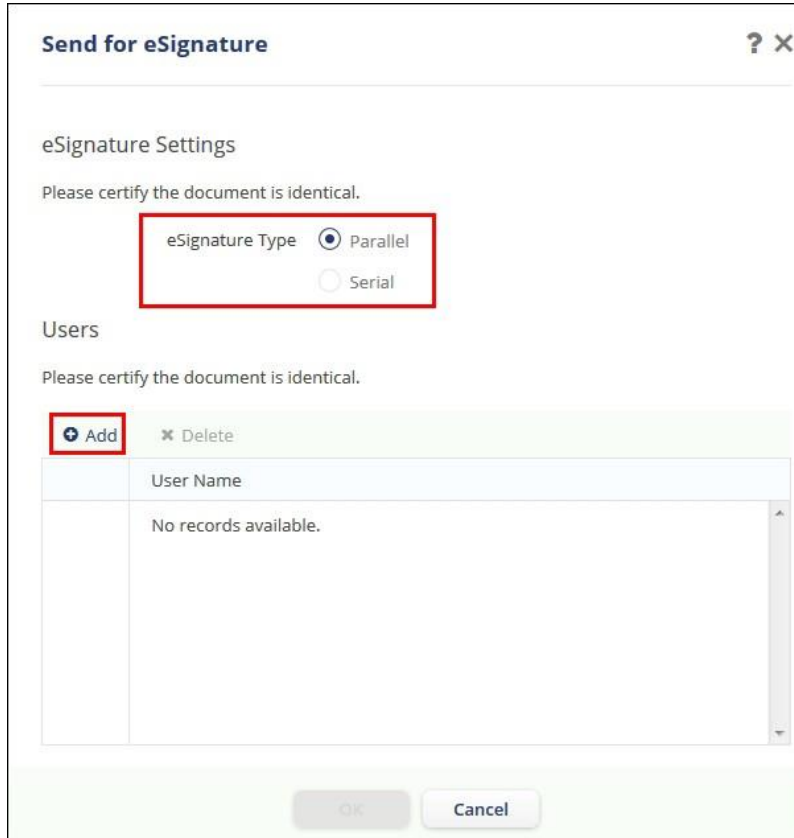 Send for eSignature ?
eSignature Settings
Please certify the document is identical.
eSignature Type Parallel
Serial
Users
Please certify the document is identical.
Add Delete
User Name
No records available.
OK Cancel